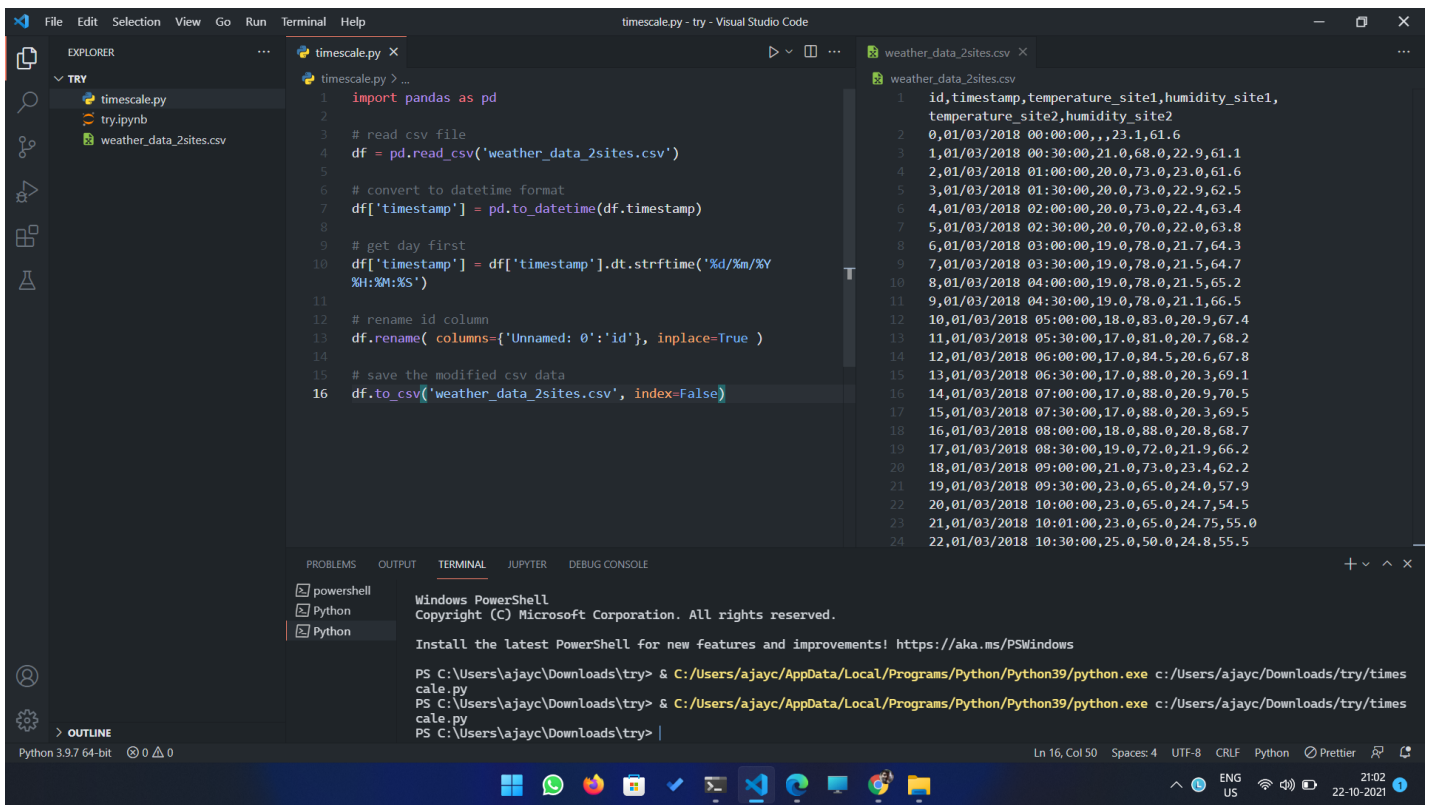 File Edit Selection View Go Run Terminal Help timescale.py - try - Visual Studio Code
EXPLORER
TRY
timescale.py
try.ipynb
weather_data_2sites.csv
OUTLINE
timescale.py
timescale.py > ...
1 import pandas as pd
2
3 # read csv file
4 df = pd.read_csv('weather_data_2sites.csv')
5
6 # convert to datetime format
7 df['timestamp'] = pd.to_datetime(df.timestamp)
8
9 # get day first
10 df['timestamp'] = df['timestamp'].dt.strftime('%d/%m/%Y
%H:%M:%S')
11
12 # rename id column
13 df.rename( columns={'Unnamed: 0':'id'}, inplace=True )
14
15 # save the modified csv data
16 df.to_csv('weather_data_2sites.csv', index=False)
weather_data_2sites.csv
weather_data_2sites.csv
1 id,timestamp,temperature_site1,humidity_site1,
temperature_site2,humidity_site2
2 0,01/03/2018 00:00:00,,,23.1,61.6
3 1,01/03/2018 00:30:00,21.0,68.0,22.9,61.1
4 2,01/03/2018 01:00:00,20.0,73.0,23.0,61.6
5 3,01/03/2018 01:30:00,20.0,73.0,22.9,62.5
6 4,01/03/2018 02:00:00,20.0,73.0,22.4,63.4
7 5,01/03/2018 02:30:00,20.0,70.0,22.0,63.8
8 6,01/03/2018 03:00:00,19.0,78.0,21.7,64.3
9 7,01/03/2018 03:30:00,19.0,78.0,21.5,64.7
10 8,01/03/2018 04:00:00,19.0,78.0,21.5,65.2
11 9,01/03/2018 04:30:00,19.0,78.0,21.1,66.5
12 10,01/03/2018 05:00:00,18.0,83.0,20.9,67.4
13 11,01/03/2018 05:30:00,17.0,81.0,20.7,68.2
14 12,01/03/2018 06:00:00,17.0,84.5,20.6,67.8
15 13,01/03/2018 06:30:00,17.0,88.0,20.3,69.1
16 14,01/03/2018 07:00:00,17.0,88.0,20.9,70.5
17 15,01/03/2018 07:30:00,17.0,88.0,20.3,69.5
18 16,01/03/2018 08:00:00,18.0,88.0,20.8,68.7
19 17,01/03/2018 08:30:00,19.0,72.0,21.9,66.2
20 18,01/03/2018 09:00:00,21.0,73.0,23.4,62.2
21 19,01/03/2018 09:30:00,23.0,65.0,24.0,57.9
22 20,01/03/2018 10:00:00,23.0,65.0,24.7,54.5
23 21,01/03/2018 10:01:00,23.0,65.0,24.75,55.0
24 22,01/03/2018 10:30:00,25.0,50.0,24.8,55.5
PROBLEMS OUTPUT TERMINAL JUPYTER DEBUG CONSOLE
powershell
Python
Python
Windows PowerShell
Copyright (C) Microsoft Corporation. All rights reserved.
Install the latest PowerShell for new features and improvements! https://aka.ms/PSWindows
PS C:\Users\ajayc\Downloads\try> & C:/Users/ajayc/AppData/Local/Programs/Python/Python39/python.exe c:/Users/ajayc/Downloads/try/times
cale.py
PS C:\Users\ajayc\Downloads\try> & C:/Users/ajayc/AppData/Local/Programs/Python/Python39/python.exe c:/Users/ajayc/Downloads/try/times
cale.py
PS C:\Users\ajayc\Downloads\try>
Python 3.9.7 64-bit 0 0 Ln 16, Col 50 Spaces: 4 UTF-8 CRLF Python Prettier
ENG
US
21:02
22-10-2021
1